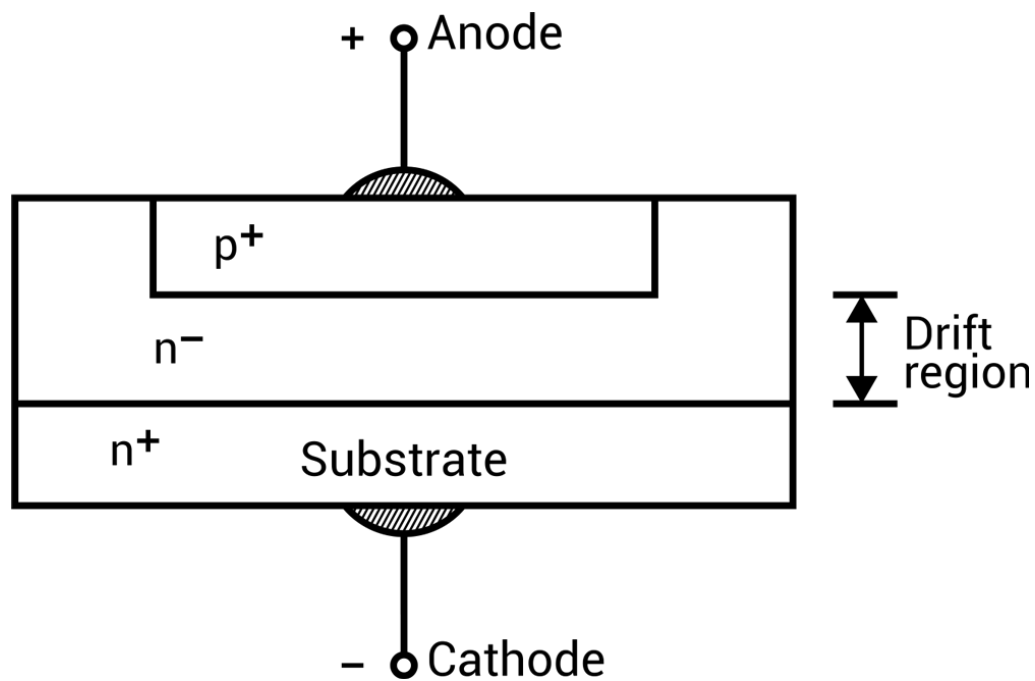 + Anode
p⁺
n⁻
Drift
region
n⁺
Substrate
− Cathode